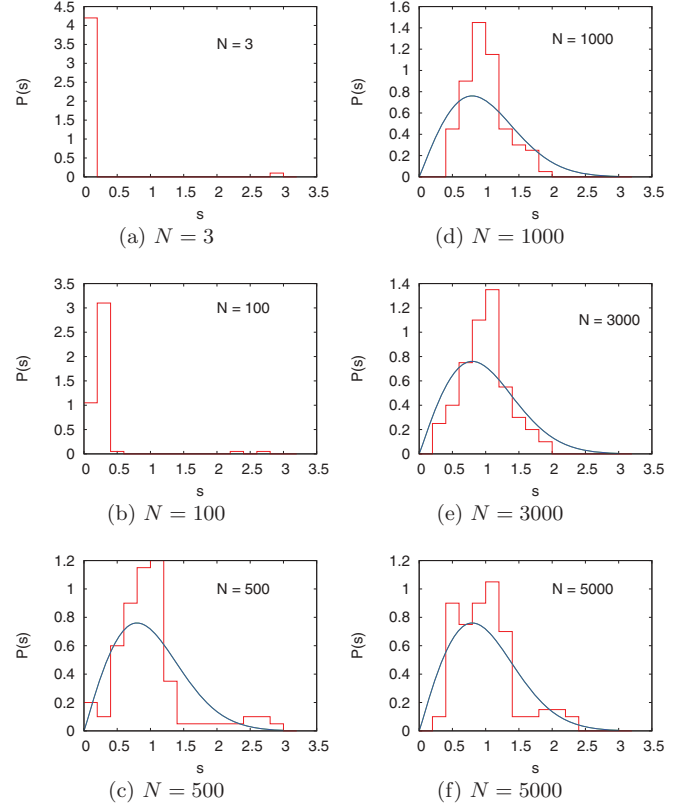 4.5
4
3.5
3
2.5
2
1.5
1
0.5
0
P(s)
N = 3
0 0.5 1 1.5 2 2.5 3 3.5
s
(a) N = 3
1.6
1.4
1.2
1
0.8
0.6
0.4
0.2
0
P(s)
N = 1000
0 0.5 1 1.5 2 2.5 3 3.5
s
(d) N = 1000
3.5
3
2.5
2
1.5
1
0.5
0
P(s)
N = 100
0 0.5 1 1.5 2 2.5 3 3.5
s
(b) N = 100
1.4
1.2
1
0.8
0.6
0.4
0.2
0
P(s)
N = 3000
0 0.5 1 1.5 2 2.5 3 3.5
s
(e) N = 3000
1.2
1
0.8
0.6
0.4
0.2
0
P(s)
N = 500
0 0.5 1 1.5 2 2.5 3 3.5
s
(c) N = 500
1.2
1
0.8
0.6
0.4
0.2
0
P(s)
N = 5000
0 0.5 1 1.5 2 2.5 3 3.5
s
(f) N = 5000